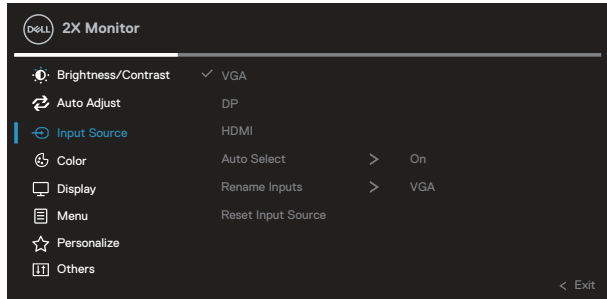 DELL 2X Monitor
Brightness/Contrast VGA
Auto Adjust DP
Input Source HDMI
Color Auto Select > On
Display Rename Inputs > VGA
Menu Reset Input Source
Personalize
Others
< Exit